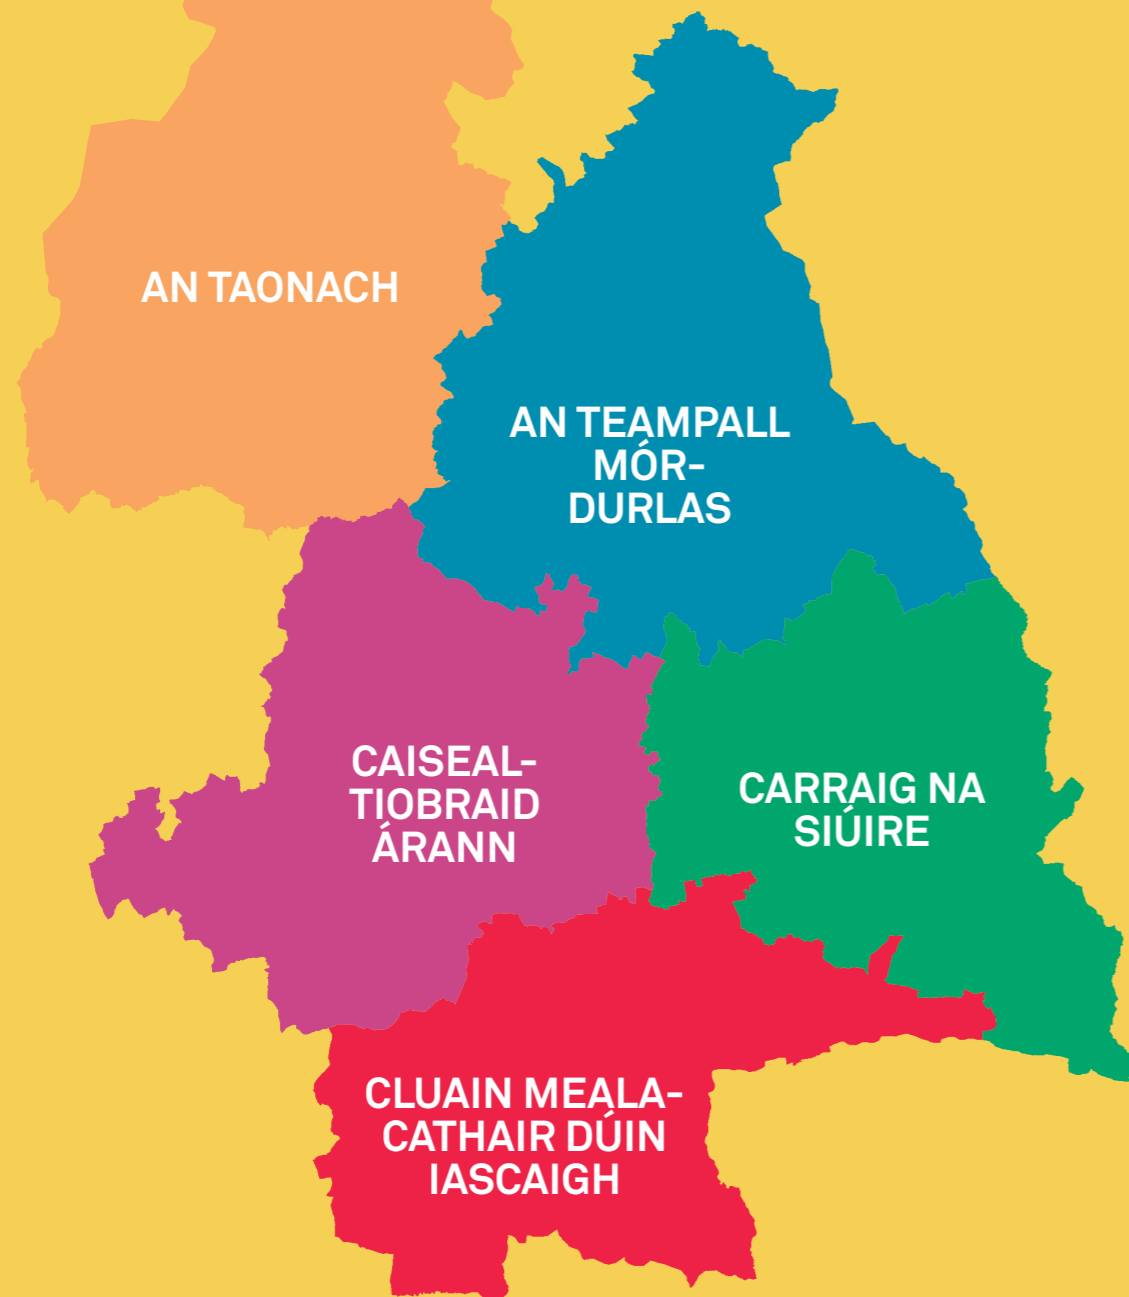 AN TAONACH
AN TEAMPALL
MÓR-
DURLAS
CAISEAL-
TIOBRAID
ÁRANN
CARRAIG NA
SIÚIRE
CLUAIN MEALA-
CATHAIR DÚIN
IASCAIGH